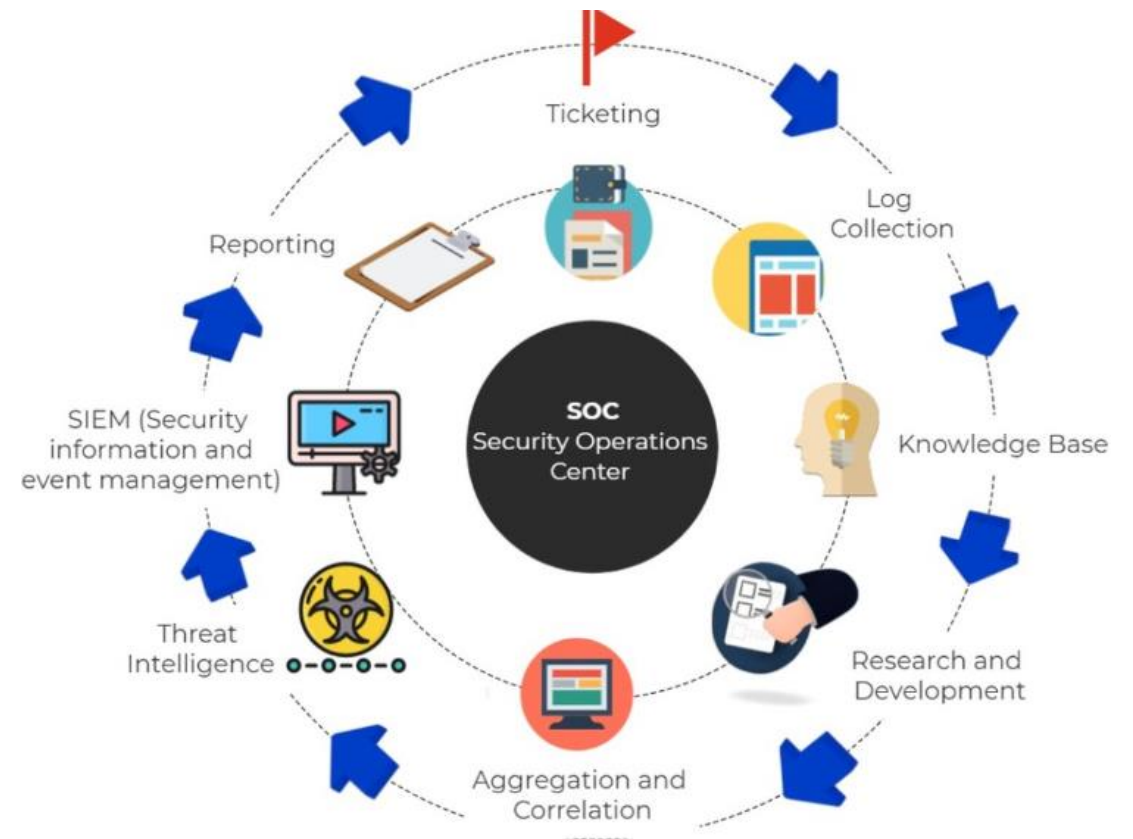 Ticketing
Log
Collection
Knowledge Base
Research and
Development
Aggregation and
Correlation
Threat
Intelligence
SIEM (Security
information and
event management)
Reporting
SOC
Security Operations
Center